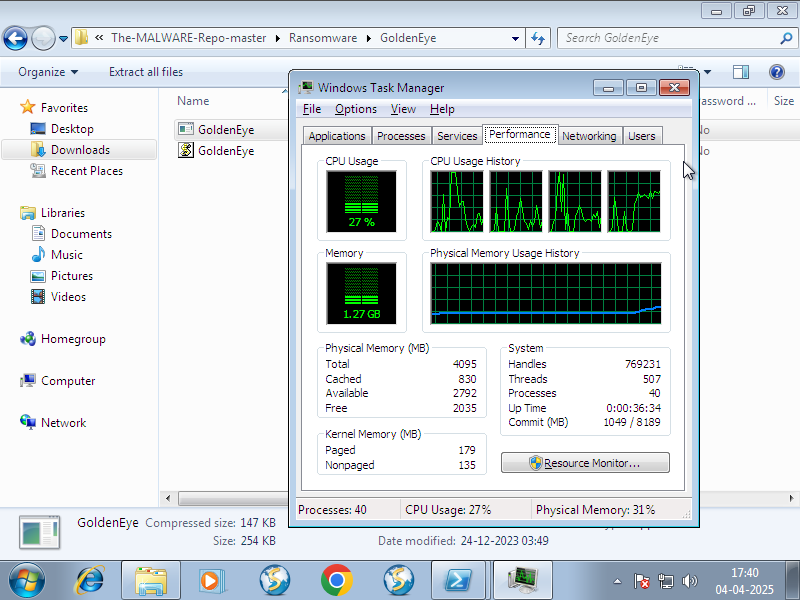 « The-MALWARE-Repo-master Ransomware GoldenEye
Search GoldenEye
Organize Extract all files
Favorites
Desktop
Downloads
Recent Places
Libraries
Documents
Music
Pictures
Videos
Homegroup
Computer
Network
Name
Size
GoldenEye
GoldenEye
Windows Task Manager
File Options View Help
Applications Processes Services Performance Networking Users
CPU Usage
27 %
CPU Usage History
Memory
1.27 GB
Physical Memory Usage History
Physical Memory (MB)
Total 4095
Cached 830
Available 2792
Free 2035
Kernel Memory (MB)
Paged 179
Nonpaged 135
System
Handles 769231
Threads 507
Processes 40
Up Time 0:00:36:34
Commit (MB) 1049 / 8189
Resource Monitor...
Processes: 40 CPU Usage: 27% Physical Memory: 31%
GoldenEye Compressed size: 147 KB
Size: 254 KB
Date modified: 24-12-2023 03:49
17:40
04-04-2025